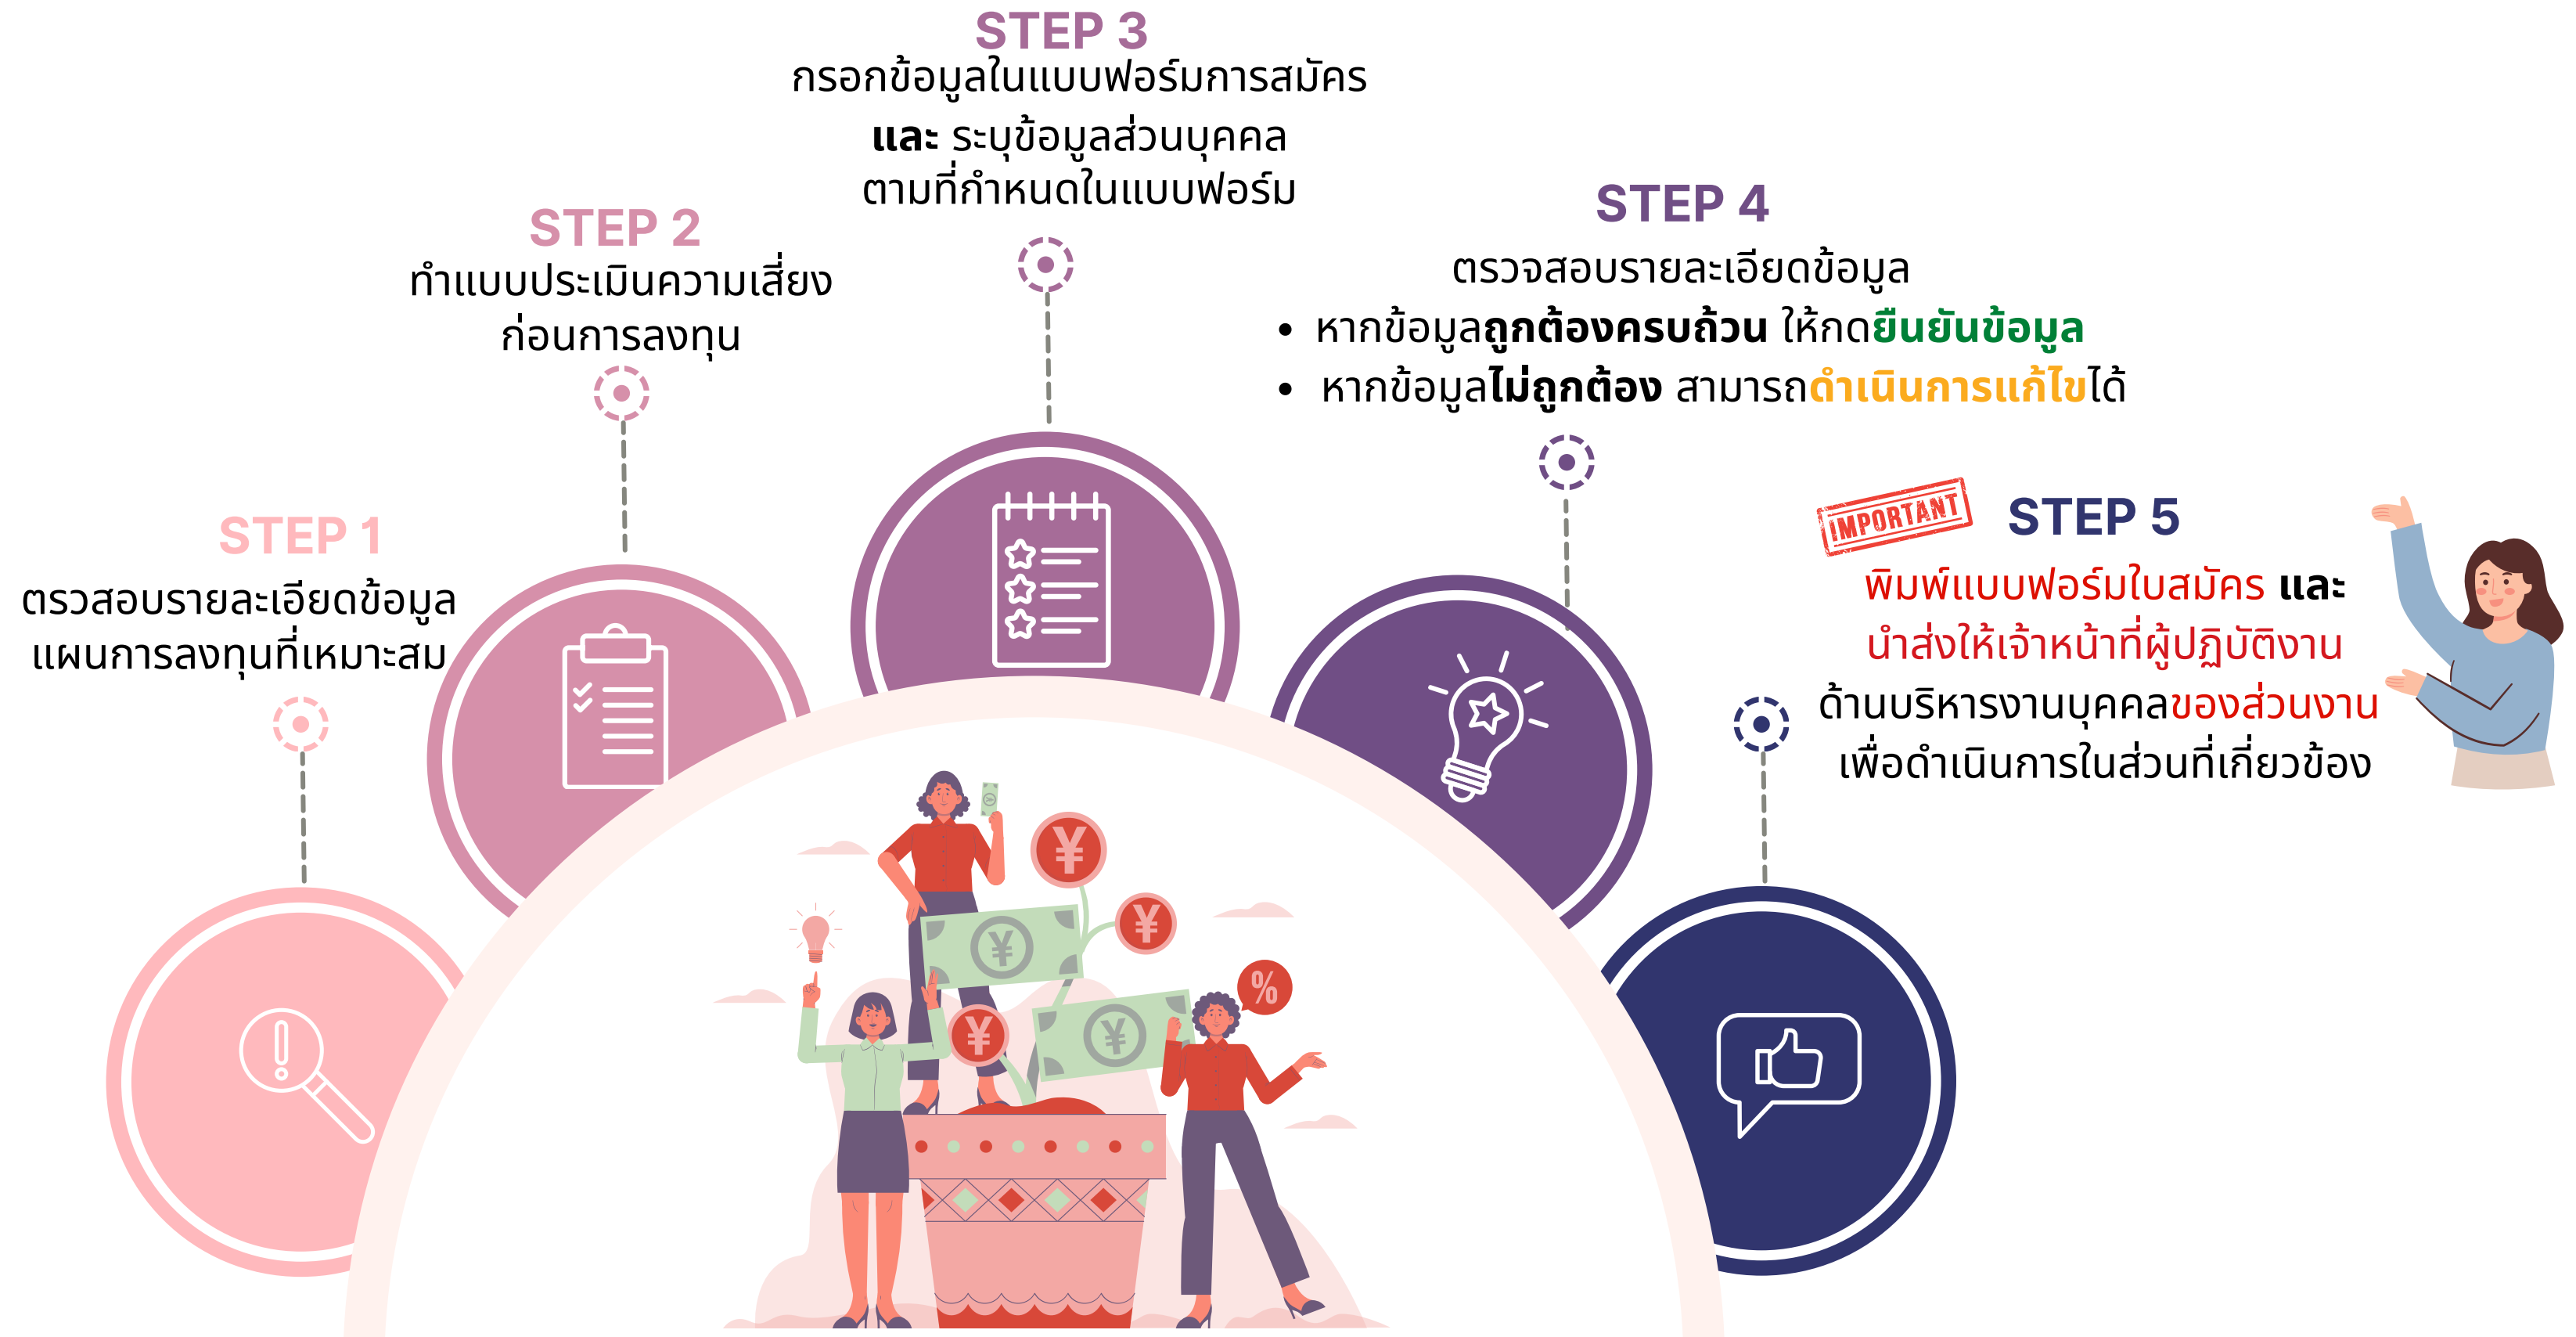 STEP 1
ตรวสอบรายละเอียดข้อมูล
แผนการลงทุนที่เหมาะสม
STEP 2
ทำแบบประเมินความเสี่ยง
ก่อนการลงทุน
STEP 3
กรอกข้อมูลในแบบฟอร์มการสมัคร
และ ระบุข้อมูลส่วนบุคคล
ตามที่กำหนดในแบบฟอร์ม
STEP 4
ตรวจสอบรายละเอียดข้อมูล
• หากข้อมูลถูกต้องครบถ้วน ให้กดยืนยันข้อมูล
• หากข้อมูลไม่ถูกต้อง สามารถดำเนินการแก้ไขได้
IMPORTANT
STEP 5
พิมพ์แบบฟอร์มใบสมัคร และ
นำส่งให้เจ้าหน้าที่ผู้ปฏิบัติงาน
ด้านบริหารงานบุคคลของส่วนงาน
เพื่อดำเนินการในส่วนที่เกี่ยวข้อง
¥
¥
¥
%
¥
¥